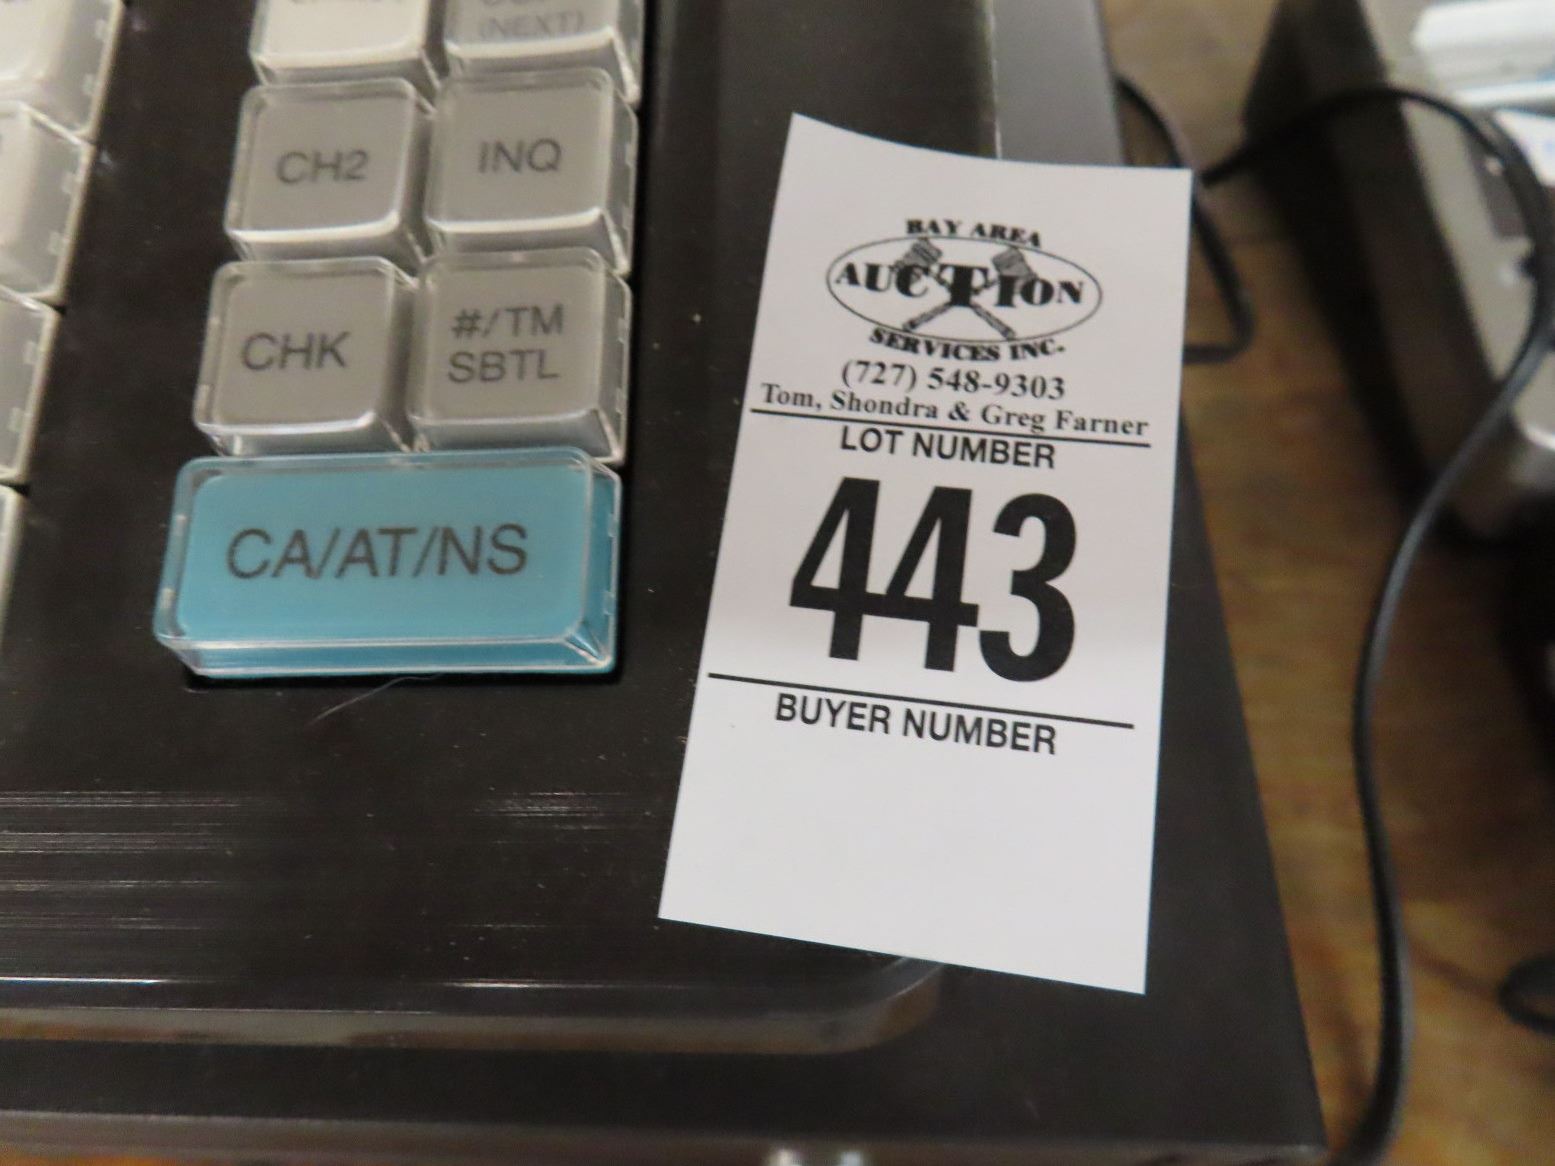 (NEXT)
CH2
INQ
CHK
#/TM
SBTL
CA/AT/NS
BAY AREA
AUCTION
SERVICES INC.
(727) 548-9303
Tom, Shondra & Greg Farner
LOT NUMBER
443
BUYER NUMBER